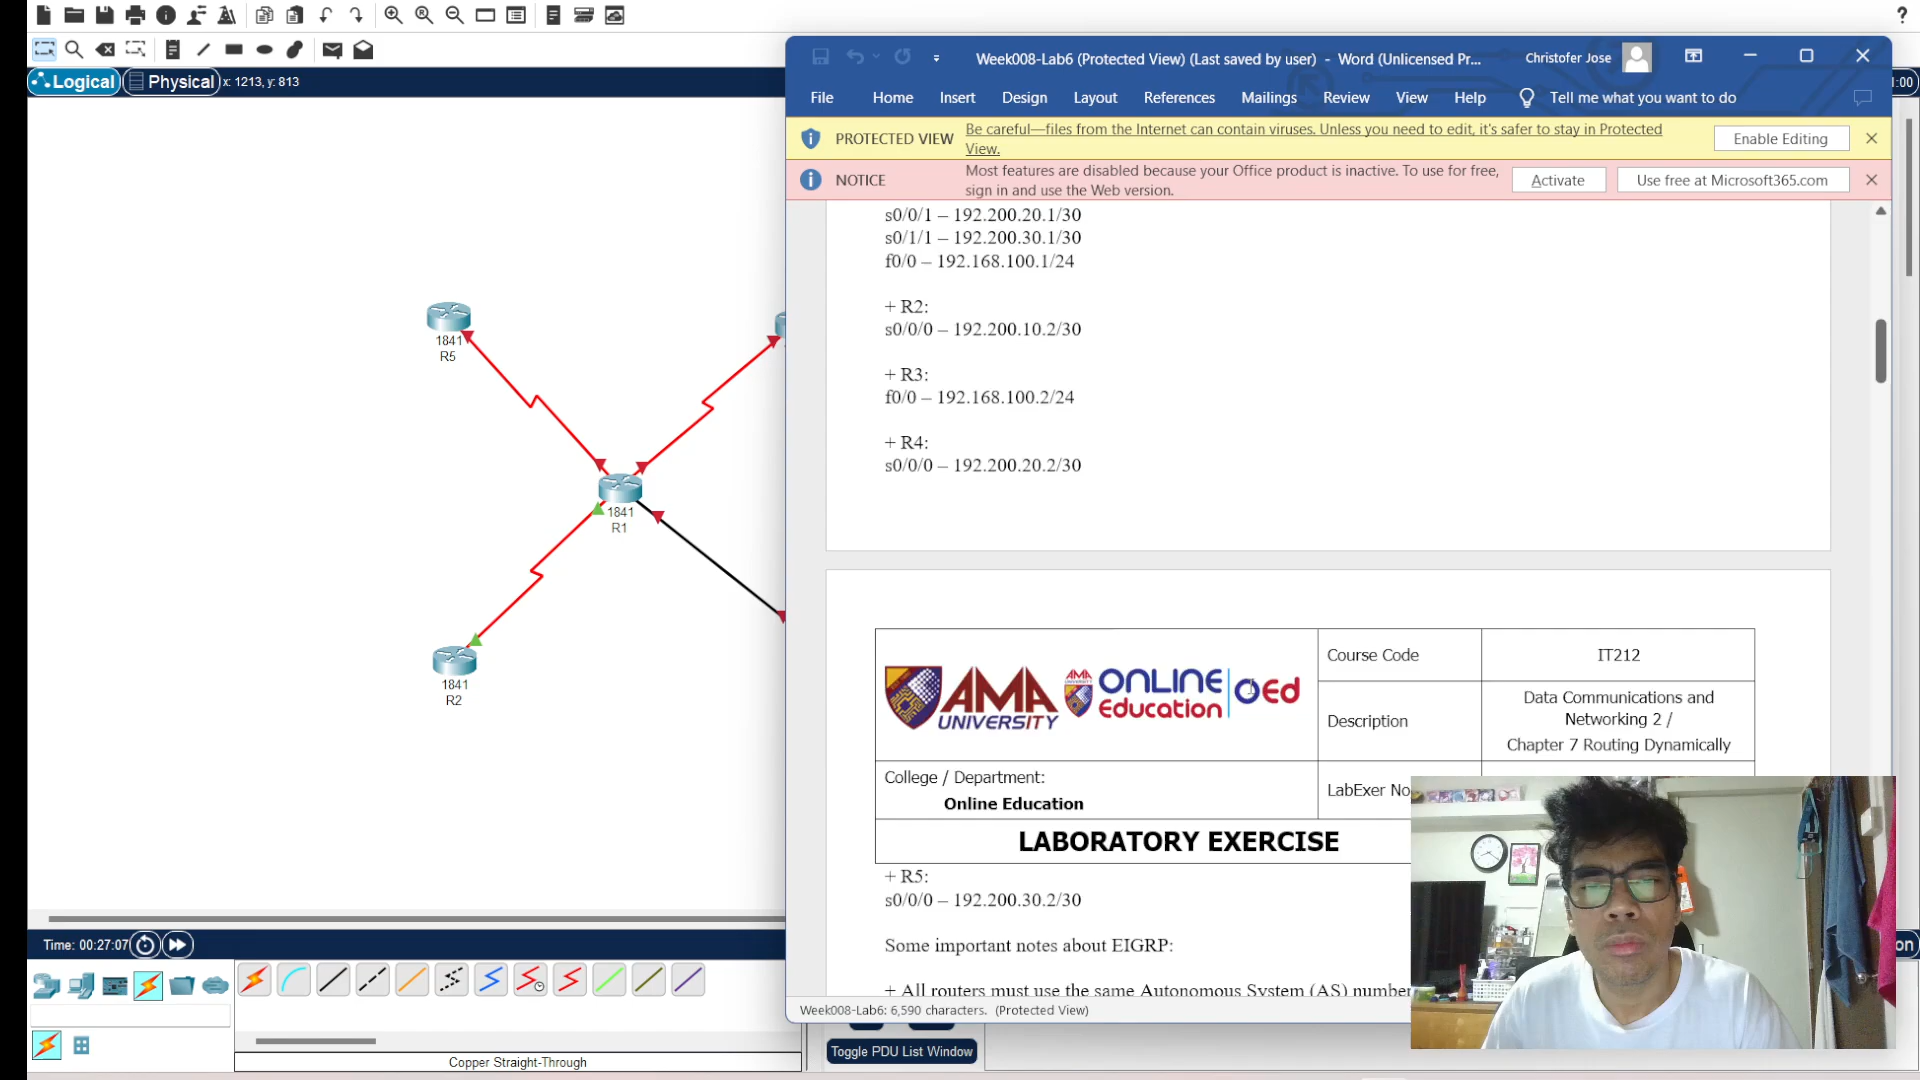 Logical
Physical
x: 1213, y: 813
Week008-Lab6 (Protected View) (Last saved by user) - Word (Unlicensed Pr...
Christofer Jose
File
Home
Insert
Design
Layout
References
Mailings
Review
View
Help
Tell me what you want to do
PROTECTED VIEW
Be careful—files from the Internet can contain viruses. Unless you need to edit, it's safer to stay in Protected
View.
Enable Editing
NOTICE
Most features are disabled because your Office product is inactive. To use for free,
sign in and use the Web version.
Activate
Use free at Microsoft365.com
s0/0/1 – 192.200.20.1/30
s0/1/1 – 192.200.30.1/30
f0/0 – 192.168.100.1/24
+ R2:
s0/0/0 – 192.200.10.2/30
+ R3:
f0/0 – 192.168.100.2/24
+ R4:
s0/0/0 – 192.200.20.2/30
1841
R5
1841
R1
1841
R2
AMA
UNIVERSITY
ONLINE
Education
OEd
Course Code
IT212
Description
Data Communications and
Networking 2 /
Chapter 7 Routing Dynamically
College / Department:
Online Education
LabExer No
LABORATORY EXERCISE
+ R5:
s0/0/0 – 192.200.30.2/30
Some important notes about EIGRP:
+ All routers must use the same Autonomous System (AS) number
Week008-Lab6: 6,590 characters. (Protected View)
Time: 00:27:07
Copper Straight-Through
Toggle PDU List Window